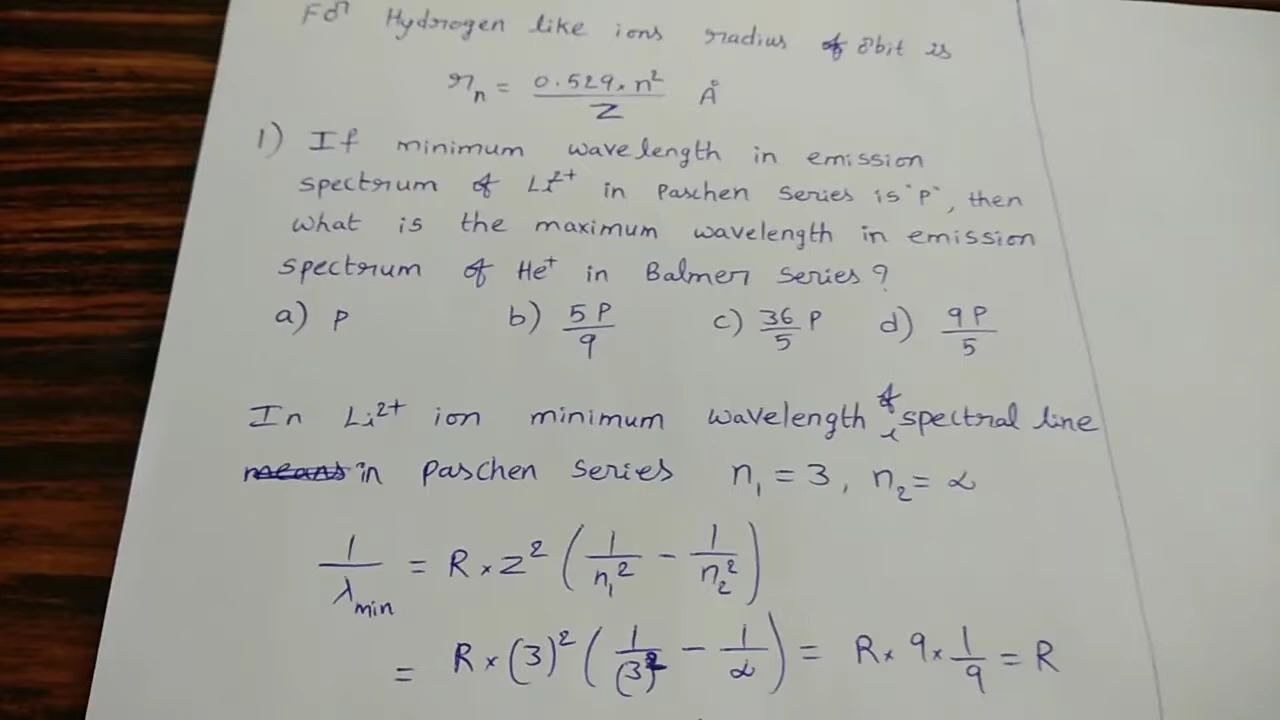 For Hydrogen like ions radius of orbit is
rn = 0.529 × n² / Z Å
1) If minimum wavelength in emission
spectrum of Li²⁺ in Paschen series is "P", then
what is the maximum wavelength in emission
spectrum of He⁺ in Balmer series ?
a) P b) 5P/9 c) 36/5 P d) 9P/5
In Li²⁺ ion minimum wavelength of spectral line
means in paschen series n₁ = 3, n₂ = ∝
1/λmin = R × Z² (1/n₁² - 1/n₂²)
= R × (3)² (1/(3)² - 1/∝) = R × 9 × 1/9 = R